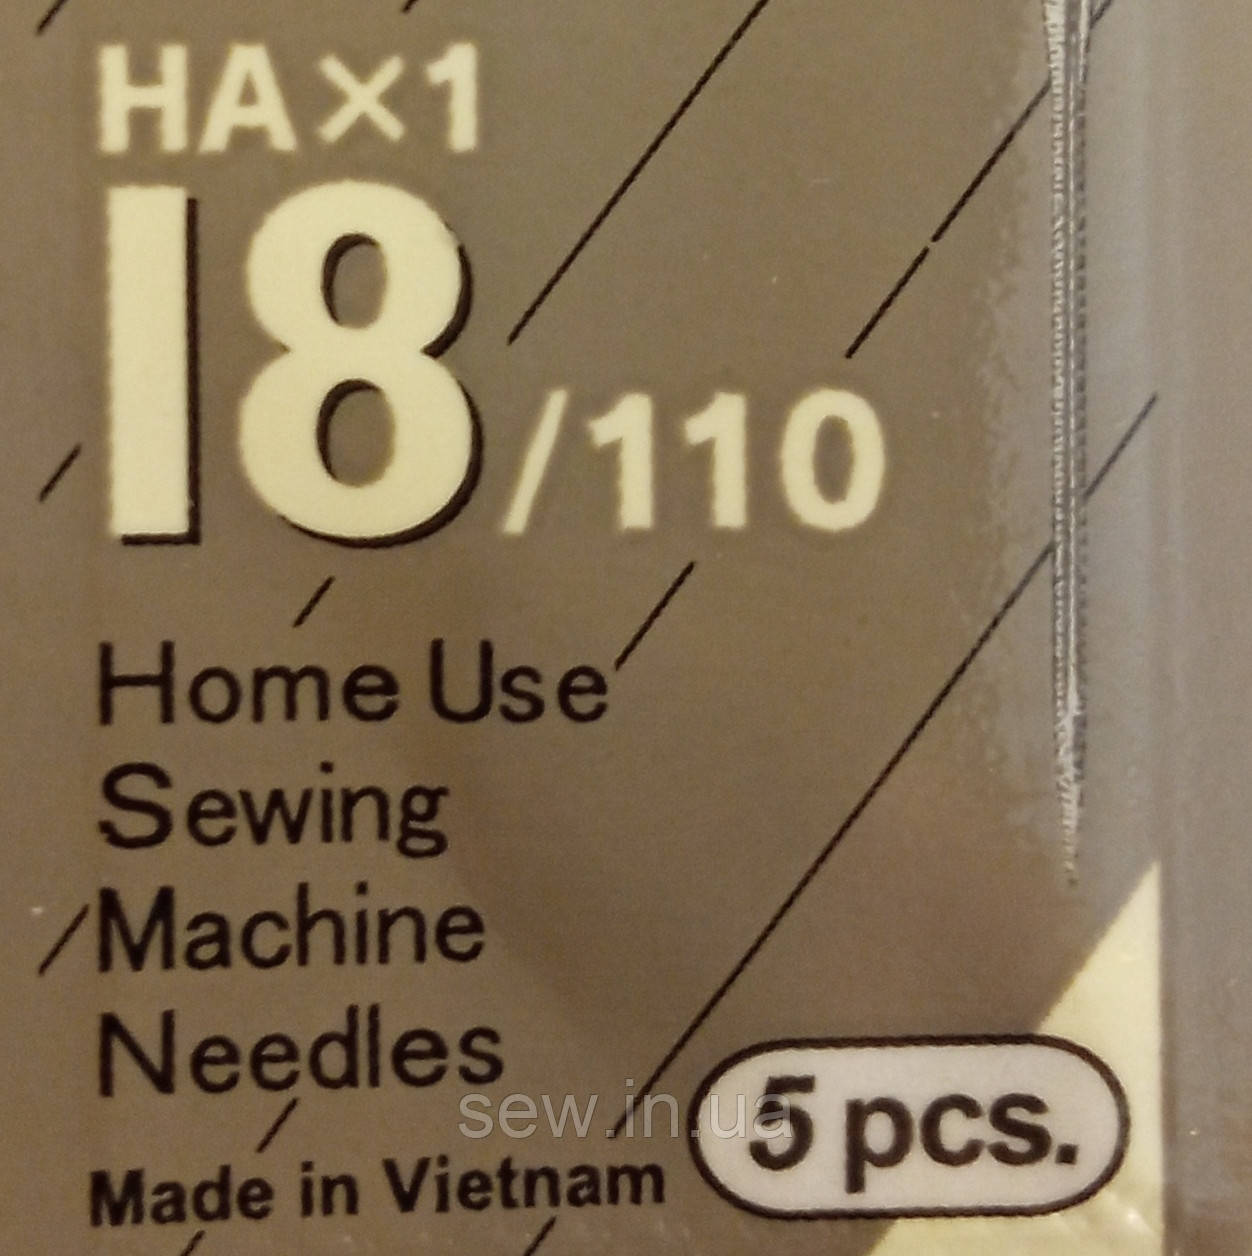 HA×1
18/110
Home Use
Sewing
Machine
Needles
sew.in.ua
5 pcs.
Made in Vietnam